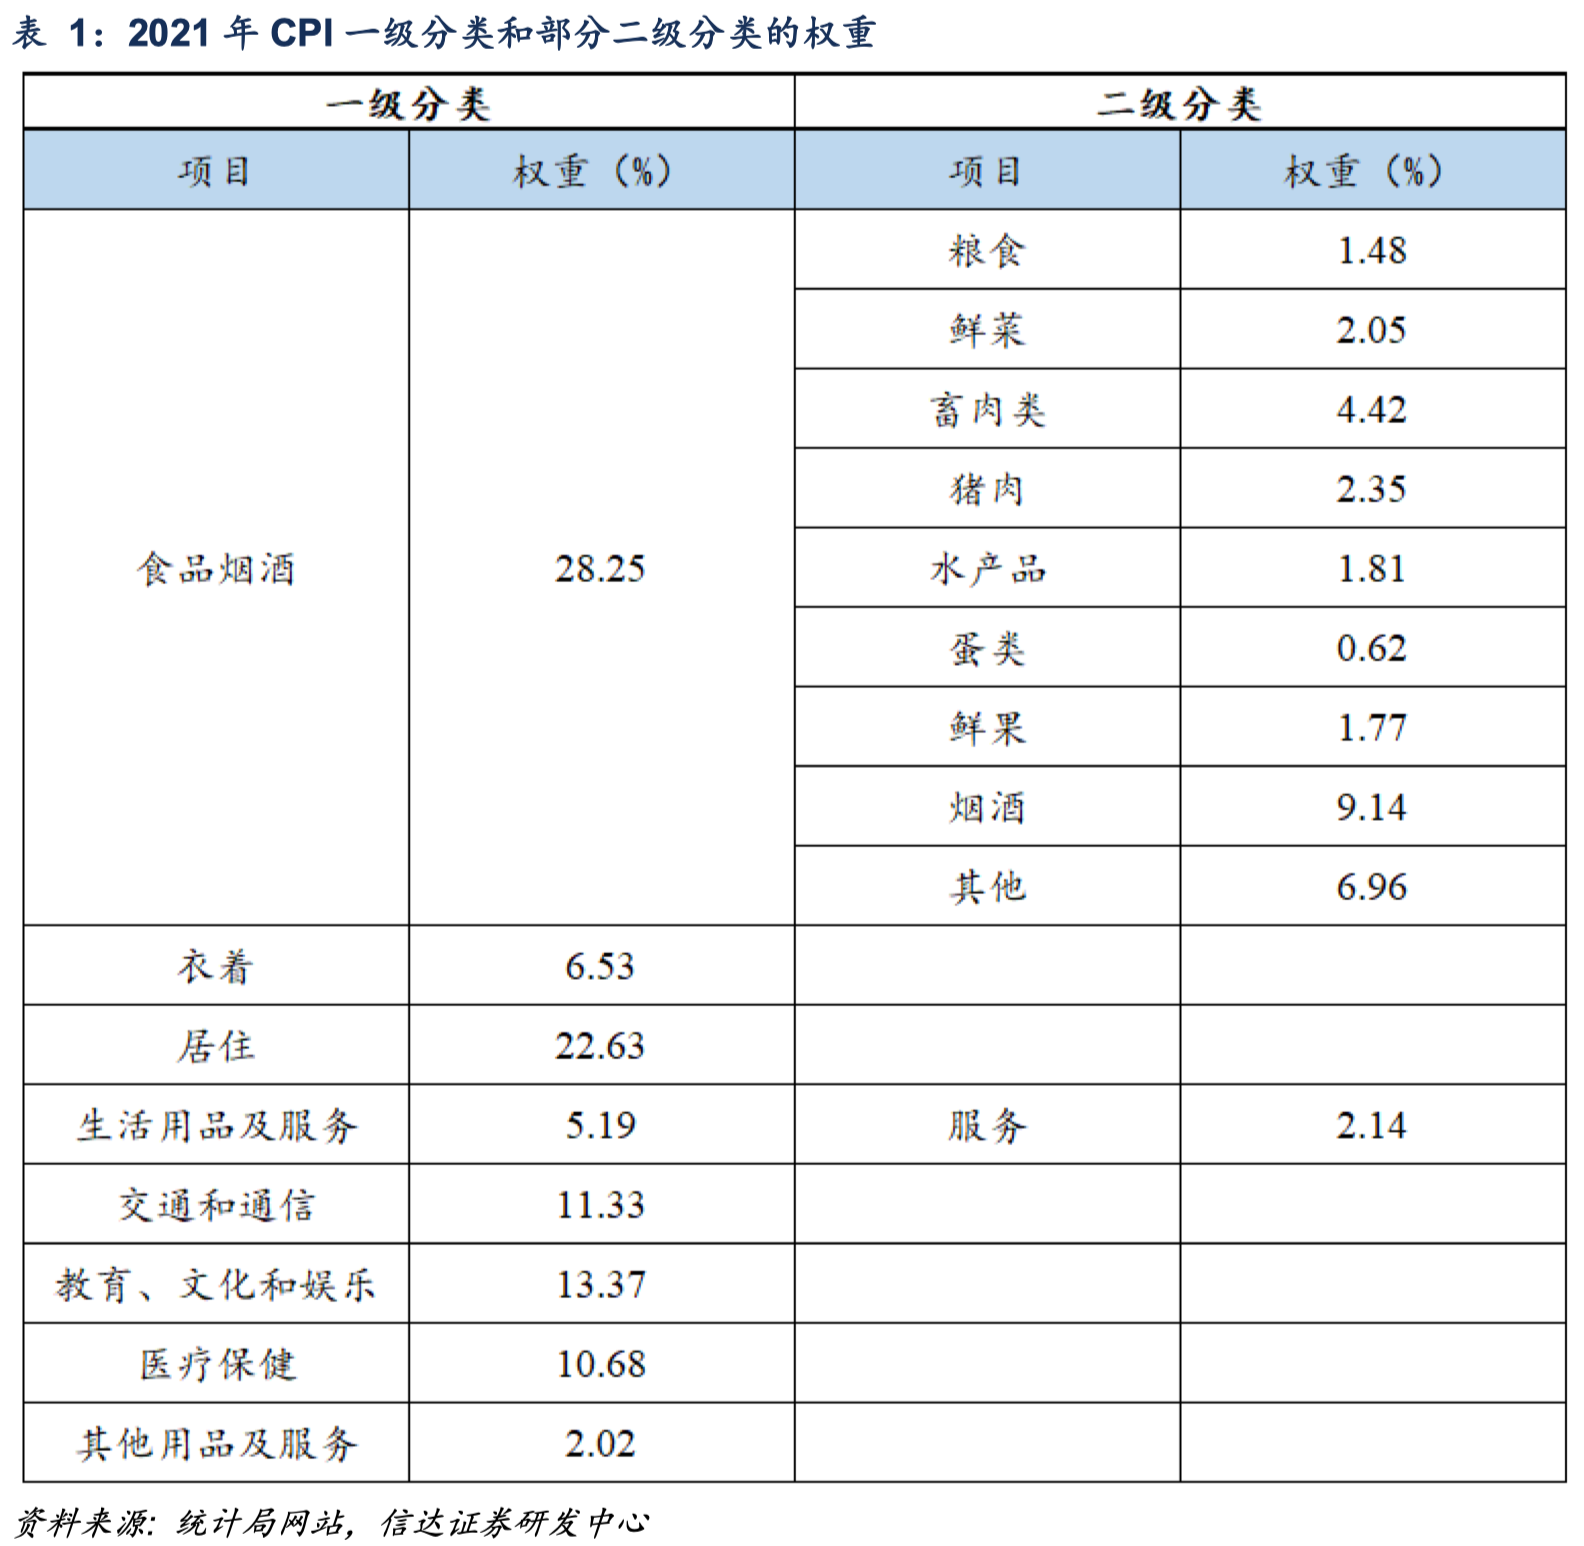 表 1：2021 年 CPI 一级分类和部分二级分类的权重
一级分类 二级分类
项目 权重（%） 项目 权重（%）
粮食 1.48
鲜菜 2.05
畜肉类 4.42
猪肉 2.35
食品烟酒 28.25 水产品 1.81
蛋类 0.62
鲜果 1.77
烟酒 9.14
其他 6.96
衣着 6.53
居住 22.63
生活用品及服务 5.19 服务 2.14
交通和通信 11.33
教育、文化和娱乐 13.37
医疗保健 10.68
其他用品及服务 2.02
资料来源：统计局网站，信达证券研发中心